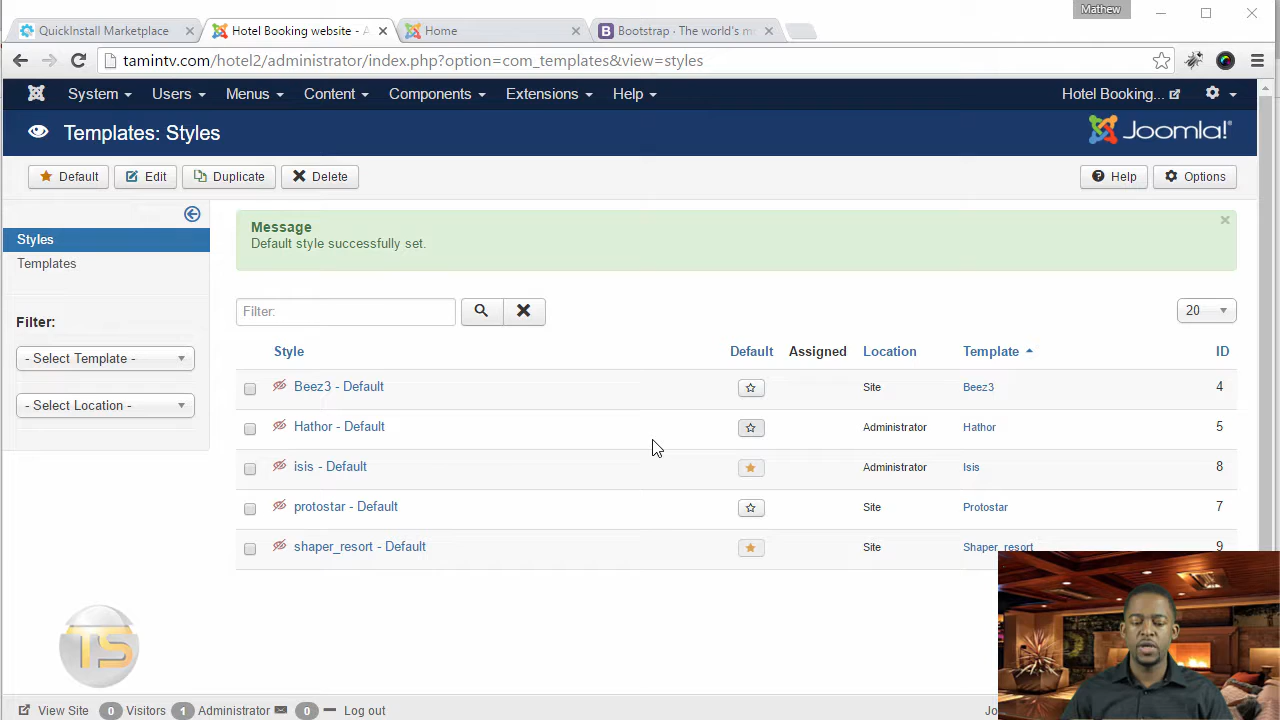 Mathew
QuickInstall Marketplace
Hotel Booking website - A
Home
Bootstrap · The world's m
tamintv.com/hotel2/administrator/index.php?option=com_templates&view=styles
System Users Menus Content Components Extensions Help Hotel Booking...
Templates: Styles
Joomla!
Default Edit Duplicate Delete Help Options
Styles
Templates
Filter:
- Select Template -
- Select Location -
Message
Default style successfully set.
Filter:
20
Style Default Assigned Location Template ID
Beez3 - Default Site Beez3 4
Hathor - Default Administrator Hathor 5
isis - Default Administrator Isis 8
protostar - Default Site Protostar 7
shaper_resort - Default Site Shaper_resort 9
TS
View Site 0 Visitors 1 Administrator 0 Log out
Jo